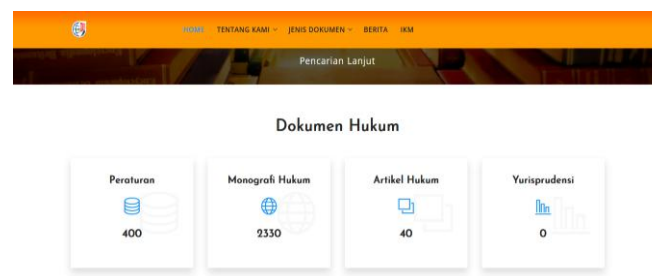 HOME TENTANG KAMI JENIS DOKUMEN BERITA IKM
Pencarian Lanjut
Dokumen Hukum
Peraturan Monografi Hukum Artikel Hukum Yurisprudensi
400 2330 40 0